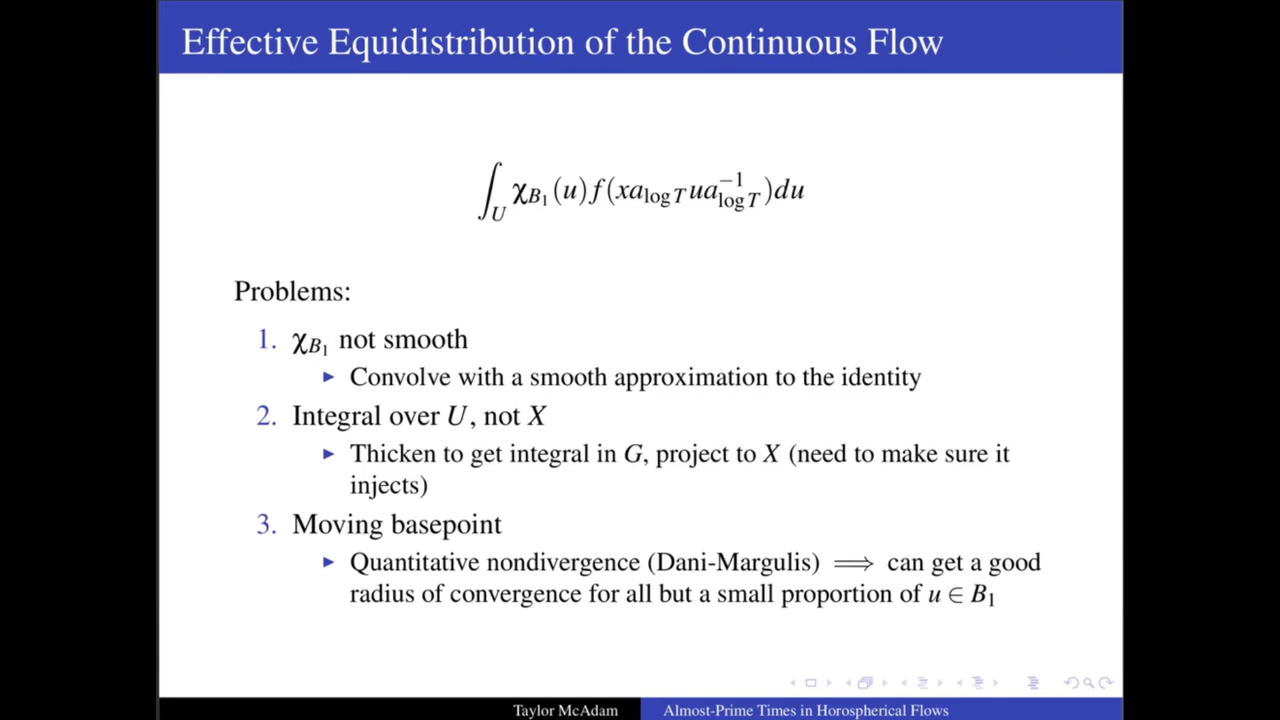 Effective Equidistribution of the Continuous Flow
∫_U χ_{B_1}(u) f(xa_{log T} ua_{log T}^{-1}) du
Problems:
1. χ_{B_1} not smooth
▶ Convolve with a smooth approximation to the identity
2. Integral over U, not X
▶ Thicken to get integral in G, project to X (need to make sure it
injects)
3. Moving basepoint
▶ Quantitative nondivergence (Dani-Margulis) ⟹ can get a good
radius of convergence for all but a small proportion of u ∈ B_1
Taylor McAdam
Almost-Prime Times in Horospherical Flows